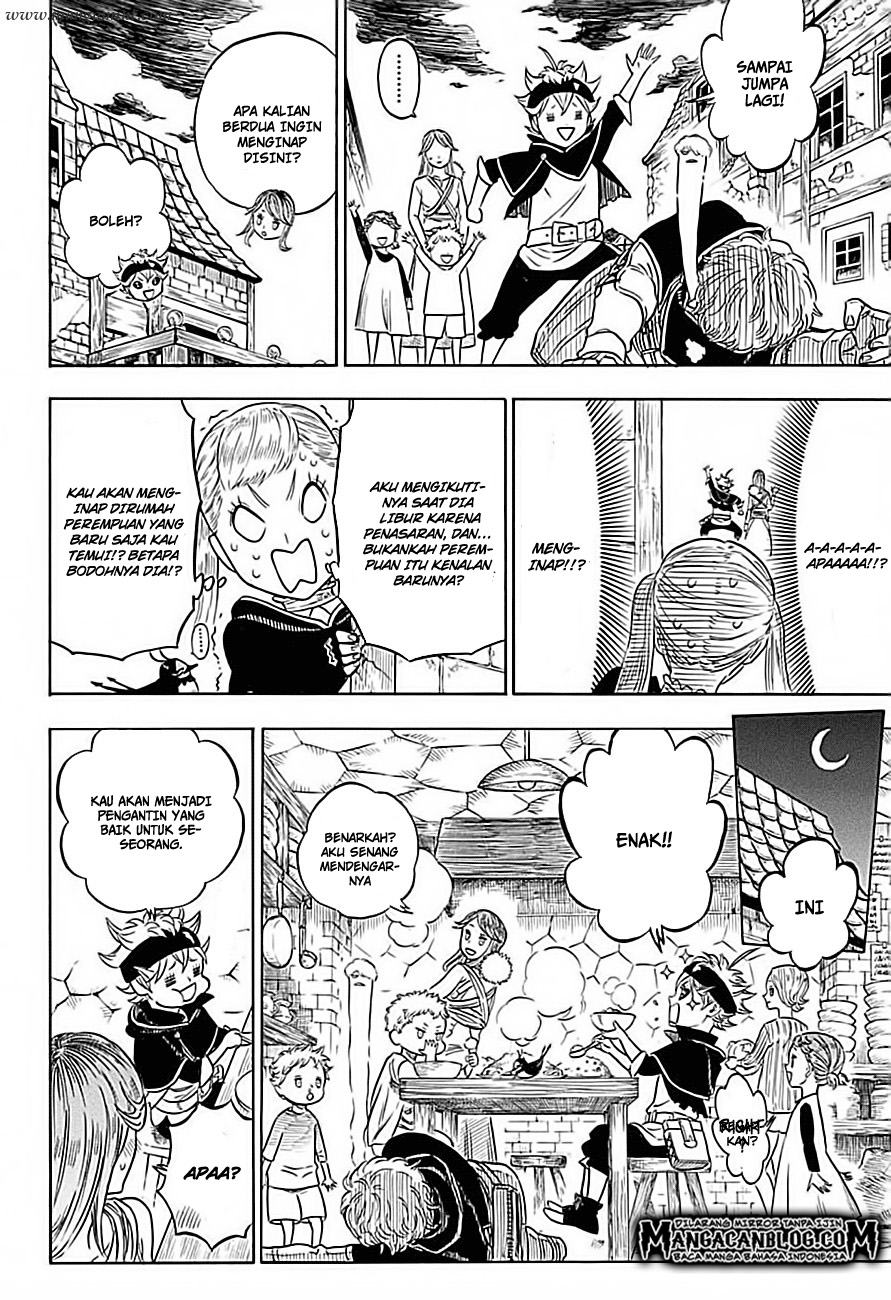 SAMPAI
JUMPA
LAGI!
........
APA KALIAN
BERDUA INGIN
MENGINAP
DISINI?
BOLEH?
A-A-A-A-A-
APAAAAA!!?
MENG-
INAP!!?
AKU MENGIKUTI-
NYA SAAT DIA
LIBUR KARENA
PENASARAN, DAN...
BUKANKAH PEREM-
PUAN ITU KENALAN
BARUNYA?
KAU AKAN MENG-
INAP DIRUMAH
PEREMPUAN YANG
BARU SAJA KAU
TEMUI!? BETAPA
BODOHNYA DIA!?
......
INI
ENAK!!
BENARKAH?
AKU SENANG
MENDENGAR-
NYA
KAN?
KAU AKAN MENJADI
PENGANTIN YANG
BAIK UNTUK SE-
SEORANG.
APAA?
DILARANG MIRROR TANPA IJIN
MANGACANBLOG.COM
BACA MANGA BAHASA INDONESIA